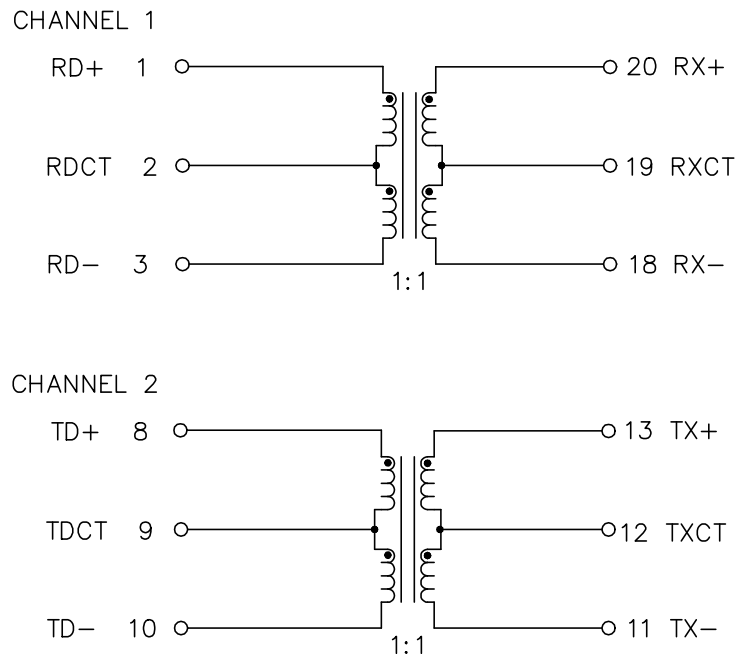 CHANNEL 1
RD+ 1 20 RX+
RDCT 2 19 RXCT
RD− 3 18 RX−
1:1
CHANNEL 2
TD+ 8 13 TX+
TDCT 9 12 TXCT
TD− 10 11 TX−
1:1